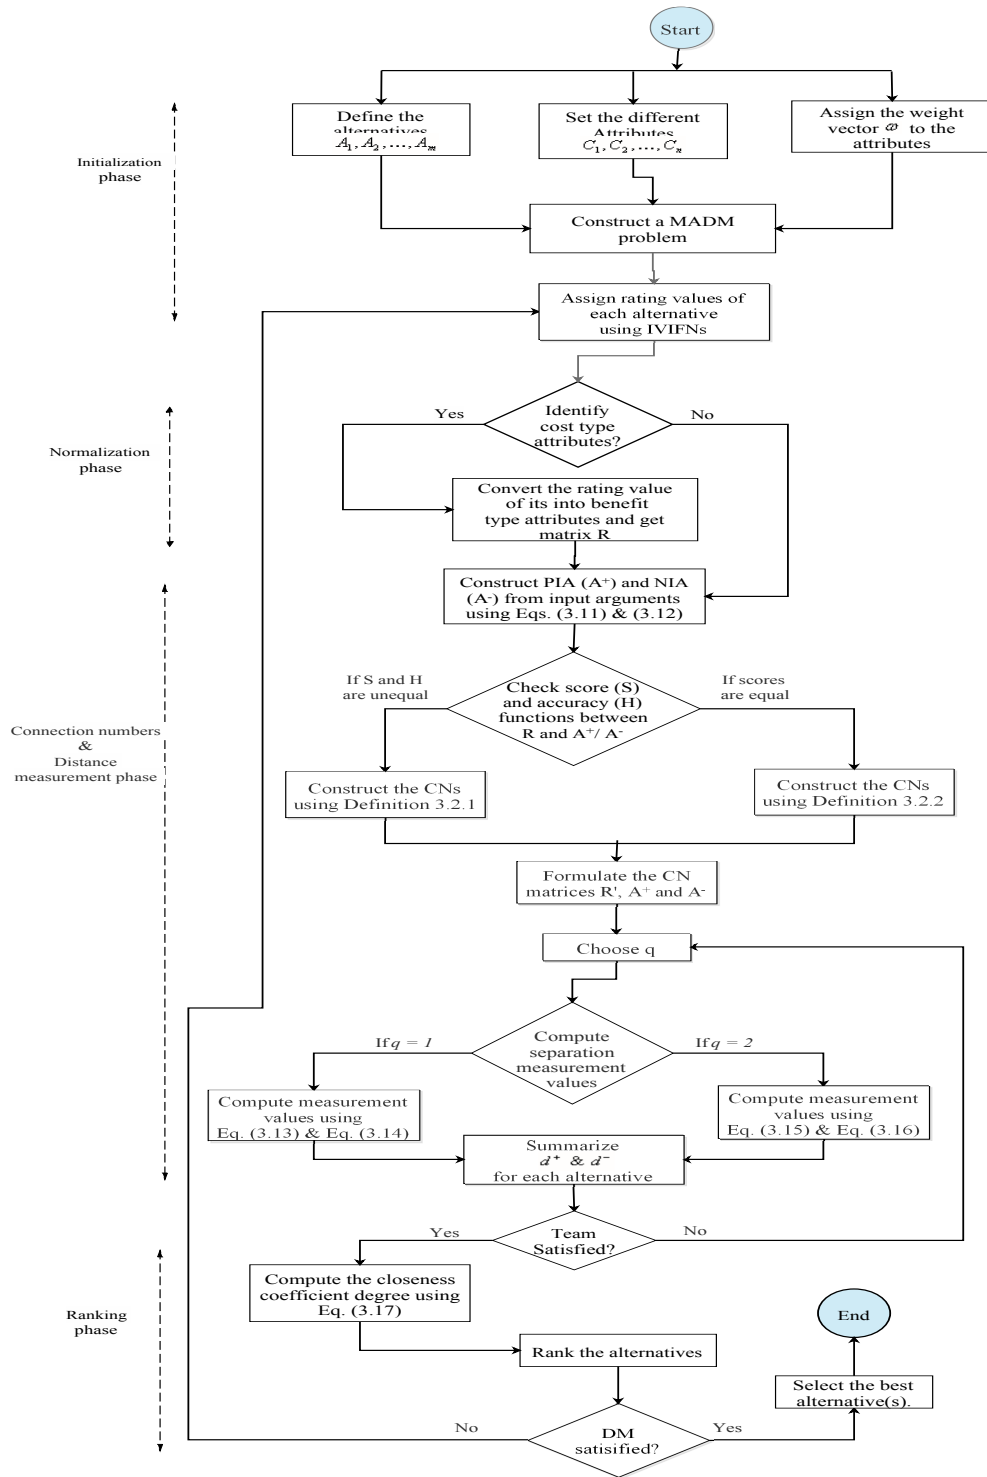 Start
Define the
alternatives
A₁, A₂, ..., Aₘ
Set the different
Attributes
C₁, C₂, ..., Cₙ
Assign the weight
vector ω to the
attributes
Initialization
phase
Construct a MADM
problem
Assign rating values of
each alternative
using IVIFNs
Yes
Identify
cost type
attributes?
No
Normalization
phase
Convert the rating value
of its into benefit
type attributes and get
matrix R
Construct PIA (A⁺) and NIA
(A⁻) from input arguments
using Eqs. (3.11) & (3.12)
If S and H
are unequal
Check score (S)
and accuracy (H)
functions between
R and A⁺/ A⁻
If scores
are equal
Connection numbers
&
Distance
measurement phase
Construct the CNs
using Definition 3.2.1
Construct the CNs
using Definition 3.2.2
Formulate the CN
matrices R', A⁺ and A⁻
Choose q
If q = 1
Compute
separation
measurement
values
If q = 2
Compute measurement
values using
Eq. (3.13) & Eq. (3.14)
Compute measurement
values using
Eq. (3.15) & Eq. (3.16)
Summarize
d⁺ & d⁻
for each alternative
Yes
Team
Satisfied?
No
Compute the closeness
coefficient degree using
Eq. (3.17)
Ranking
phase
End
Rank the alternatives
Select the best
alternative(s).
No
DM
satisified?
Yes